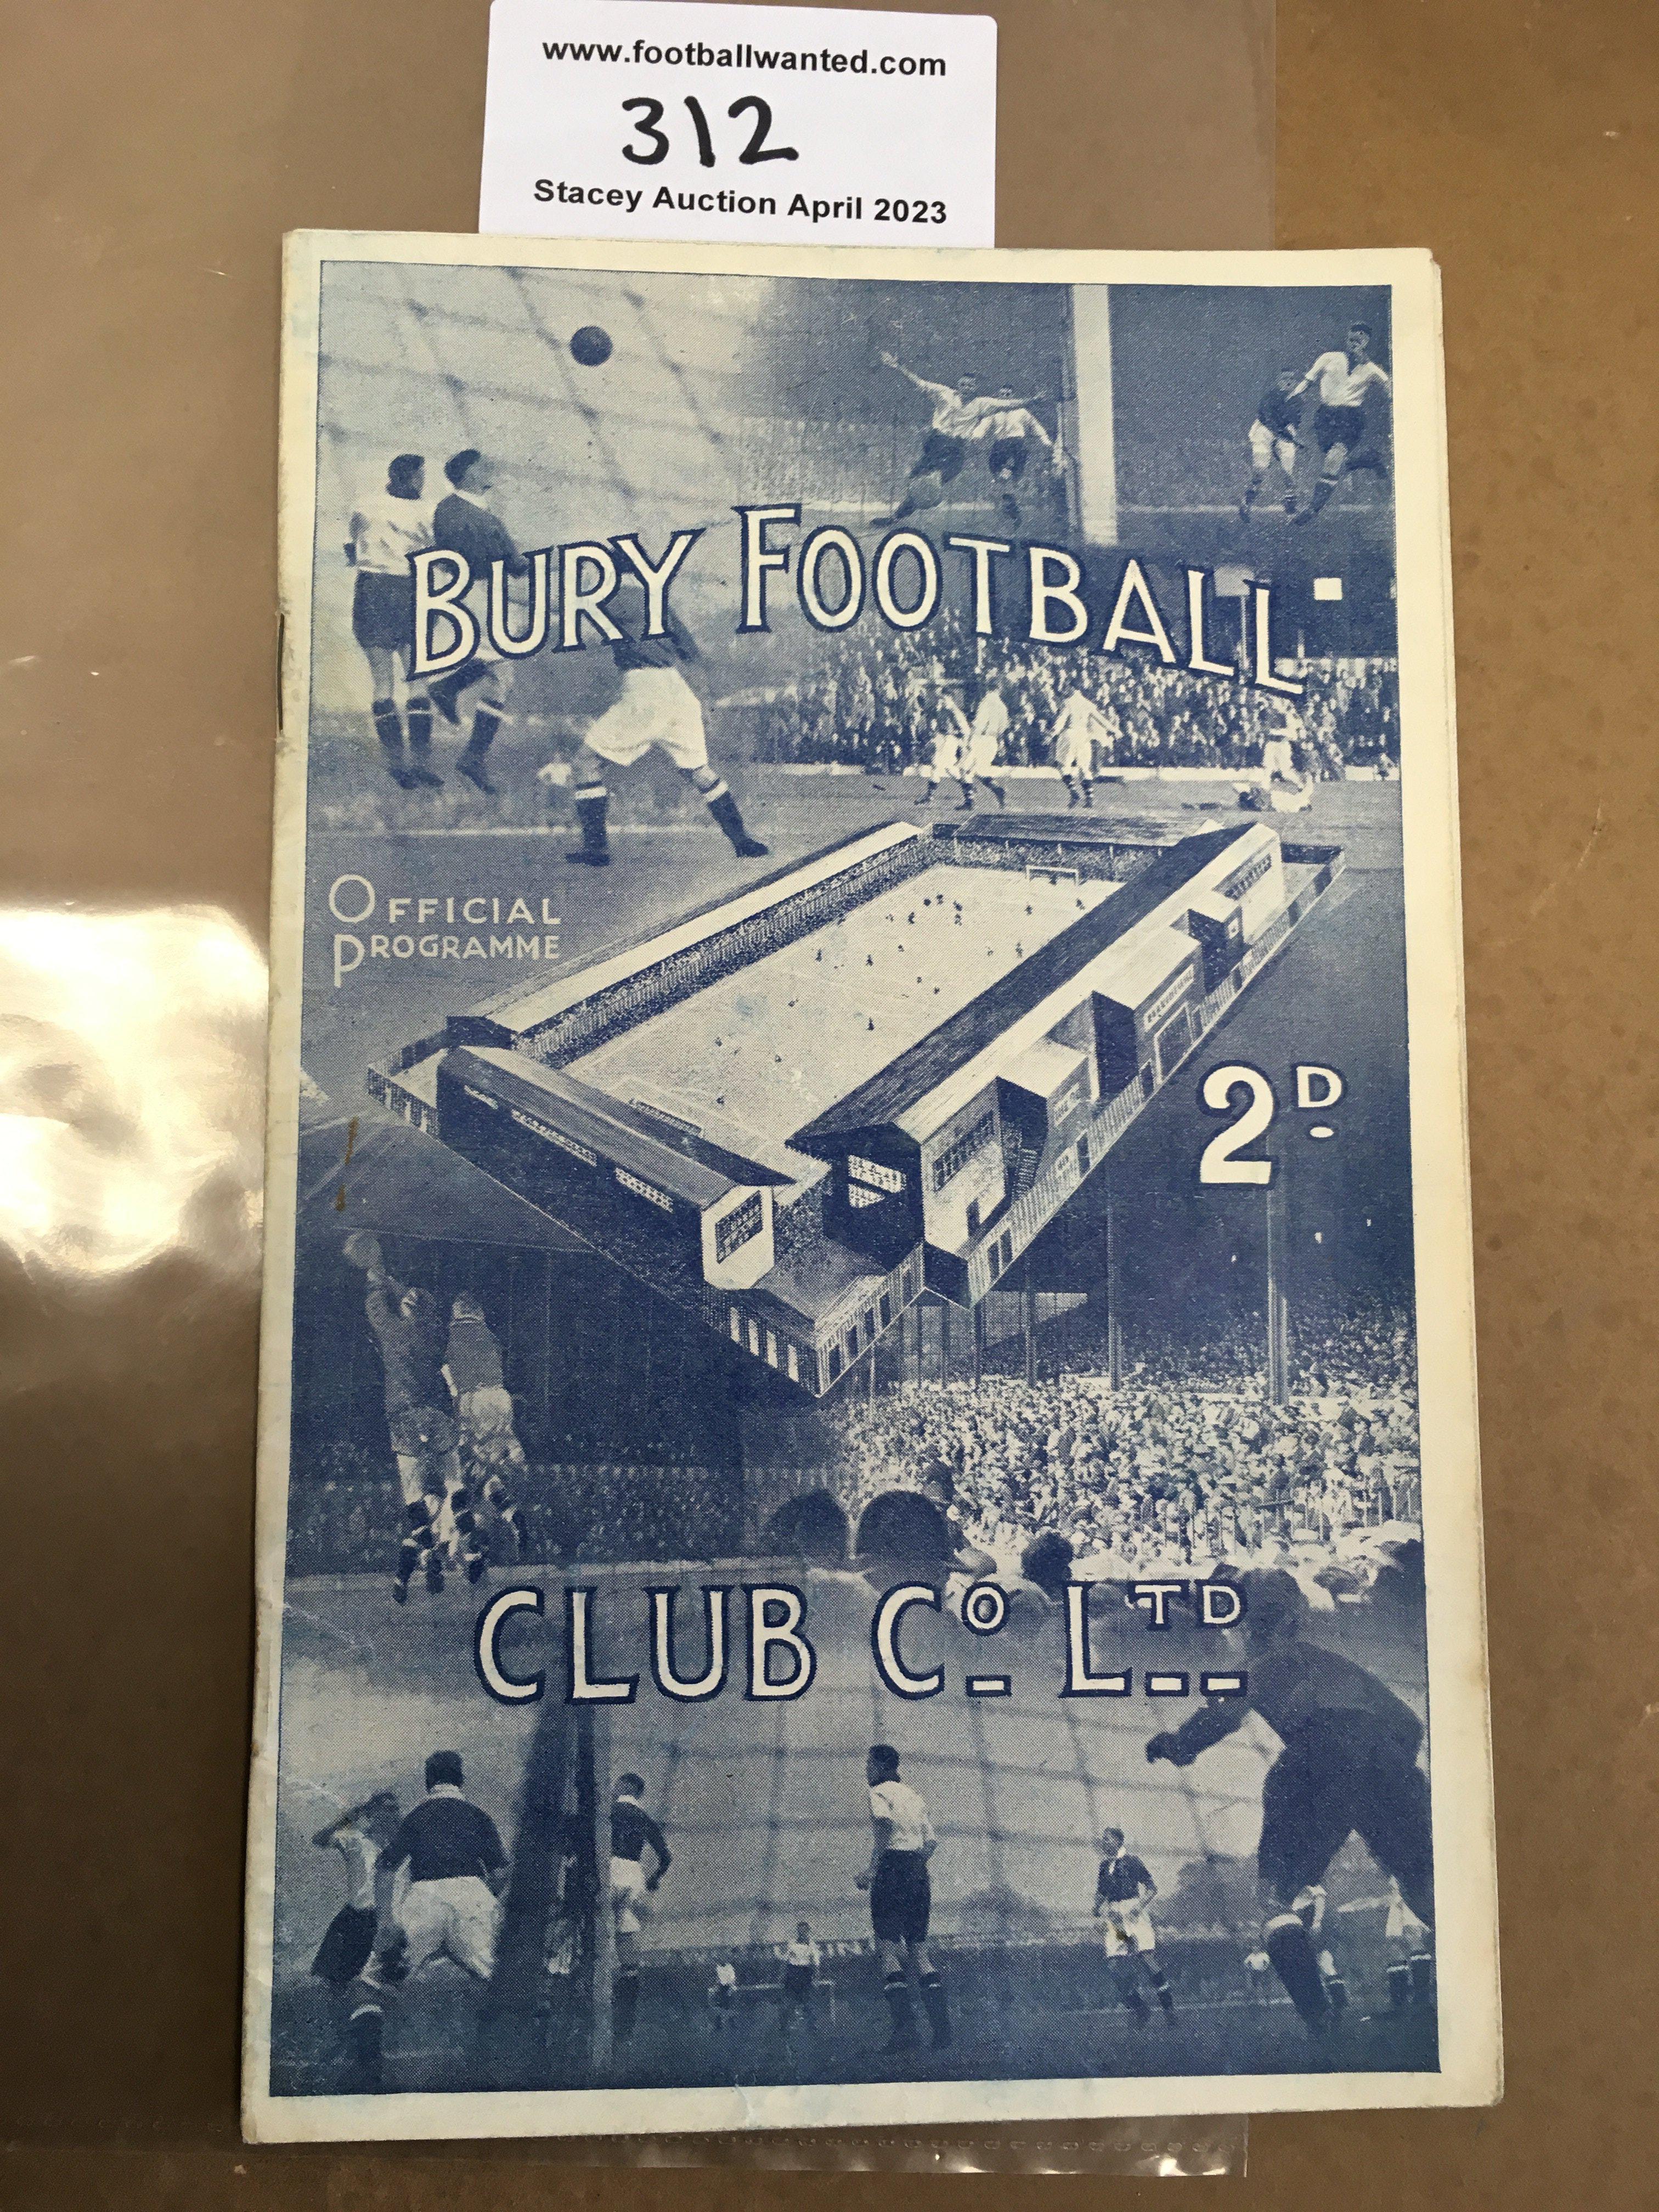 www.footballwanted.com
312
Stacey Auction April 2023
BURY FOOTBALL
OFFICIAL
PROGRAMME
2D.
CLUB CO. LTD.